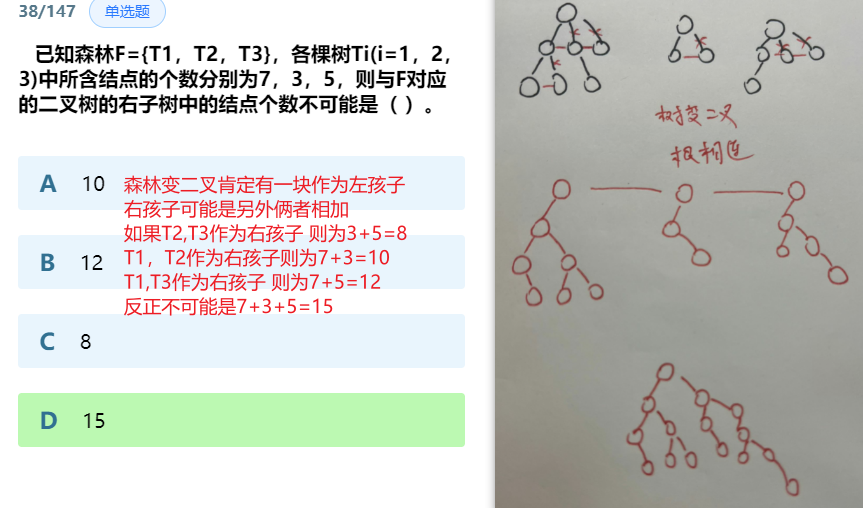 38/147 单选题
已知森林F={T1，T2，T3}，各棵树Ti(i=1，2，
3)中所含结点的个数分别为7，3，5，则与F对应
的二叉树的右子树中的结点个数不可能是（ ）。
A 10
森林变二叉肯定有一块作为左孩子
右孩子可能是另外俩者相加
如果T2,T3作为右孩子 则为3+5=8
B 12
T1，T2作为右孩子则为7+3=10
T1,T3作为右孩子 则为7+5=12
反正不可能是7+3+5=15
C 8
D 15
树变二叉
根相连